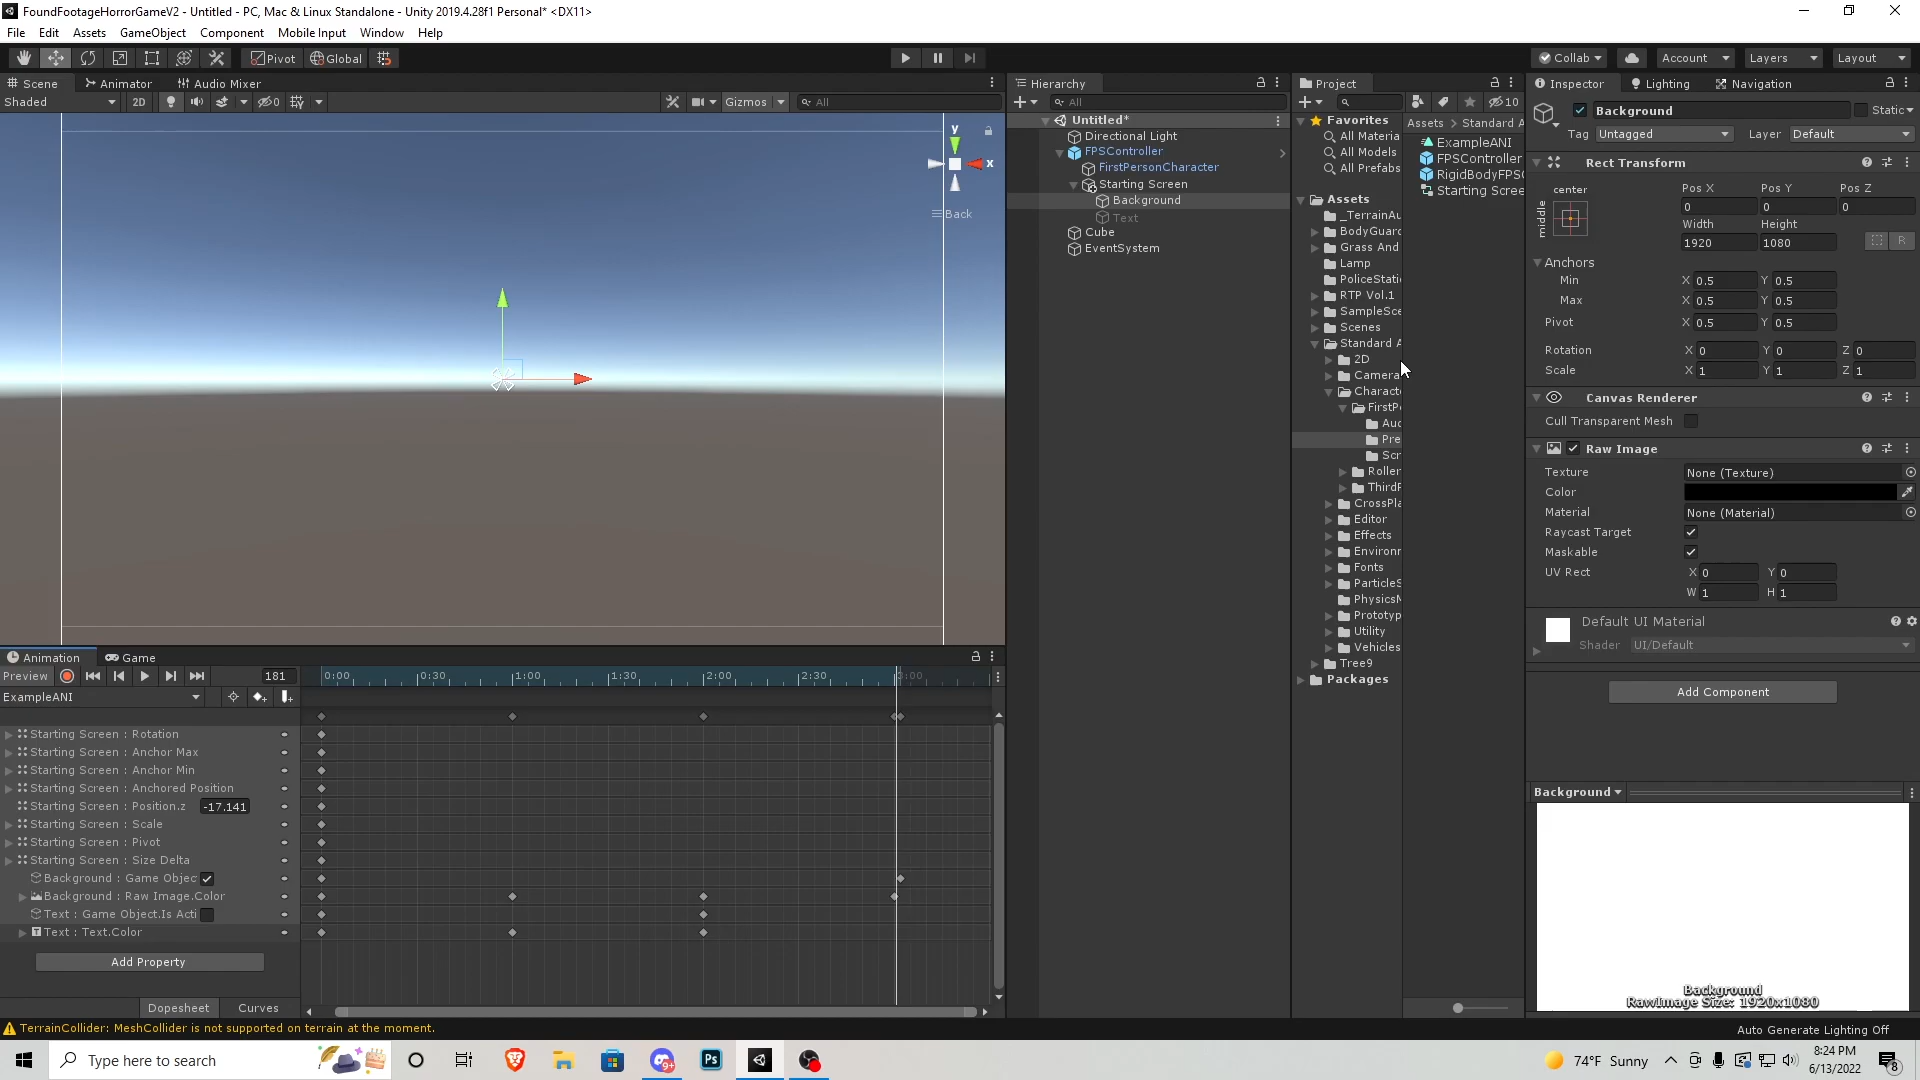 FoundFootageHorrorGameV2 - Untitled - PC, Mac & Linux Standalone - Unity 2019.4.28f1 Personal* <DX11>
File Edit Assets GameObject Component Mobile Input Window Help
Pivot Global
Collab Account Layers Layout
Scene Animator Audio Mixer
Shaded 2D 0 Gizmos All
y
x
Back
Hierarchy
All
Untitled*
Directional Light
FPSController
FirstPersonCharacter
Starting Screen
Background
Text
Cube
EventSystem
Project
10
Favorites
All Materia
All Models
All Prefabs
Assets
_TerrainAu
BodyGuard
Grass And
Lamp
PoliceStati
RTP Vol.1
SampleSce
Scenes
Standard A
2D
Camera
Charact
FirstP
Aud
Pre
Scr
Roller
ThirdP
CrossPla
Editor
Effects
Environm
Fonts
ParticleS
PhysicsM
Prototyp
Utility
Vehicles
Tree9
Packages
Assets > Standard A
ExampleANI
FPSController
RigidBodyFPSC
Starting Scree
Inspector Lighting Navigation
Background Static
Tag Untagged Layer Default
Rect Transform
center
middle
Pos X Pos Y Pos Z
0 0 0
Width Height
1920 1080 R
Anchors
Min X 0.5 Y 0.5
Max X 0.5 Y 0.5
Pivot X 0.5 Y 0.5
Rotation X 0 Y 0 Z 0
Scale X 1 Y 1 Z 1
Canvas Renderer
Cull Transparent Mesh
Raw Image
Texture None (Texture)
Color
Material None (Material)
Raycast Target
Maskable
UV Rect X 0 Y 0
W 1 H 1
Default UI Material
Shader UI/Default
Add Component
Background
Background
RawImage Size: 1920x1080
Animation Game
Preview 181
0:00 0:30 1:00 1:30 2:00 2:30 3:00
ExampleANI
Starting Screen : Rotation
Starting Screen : Anchor Max
Starting Screen : Anchor Min
Starting Screen : Anchored Position
Starting Screen : Position.z -17.141
Starting Screen : Scale
Starting Screen : Pivot
Starting Screen : Size Delta
Background : Game Objec
Background : Raw Image.Color
Text : Game Object.Is Acti
Text : Text.Color
Add Property
Dopesheet Curves
TerrainCollider: MeshCollider is not supported on terrain at the moment.
Auto Generate Lighting Off
Type here to search
9+
Ps
74°F Sunny
8:24 PM
6/13/2022
8